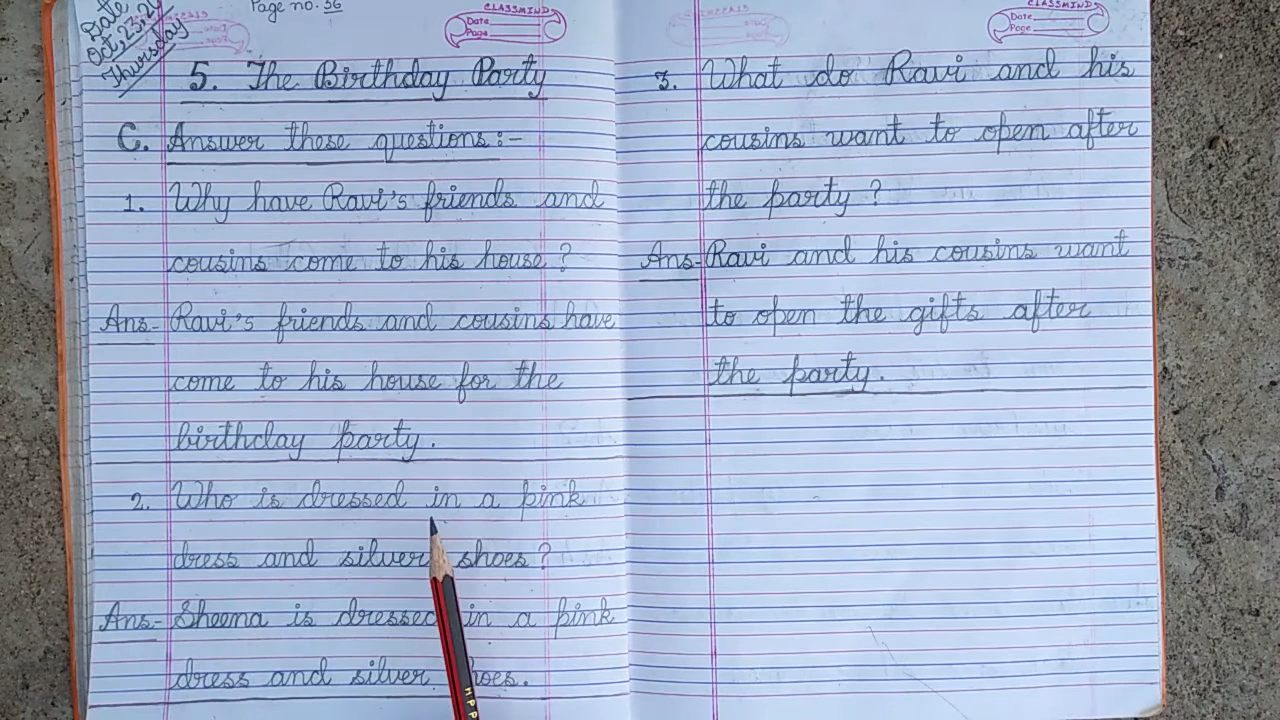 Date
Oct,23,2
Thursday
Page no. 36
CLASSMIND
Date
Page
CLASSMIND
Date
Page
5. The Birthday Party
C. Answer these questions:-
1. Why have Ravi's friends and
cousins come to his house?
Ans- Ravi's friends and cousins have
come to his house for the
birthday party.
2. Who is dressed in a pink
dress and silver shoes?
Ans- Sheena is dressed in a pink
dress and silver shoes.
3. What do Ravi and his
cousins want to open after
the party?
Ans- Ravi and his cousins want
to open the gifts after
the party.
HPP